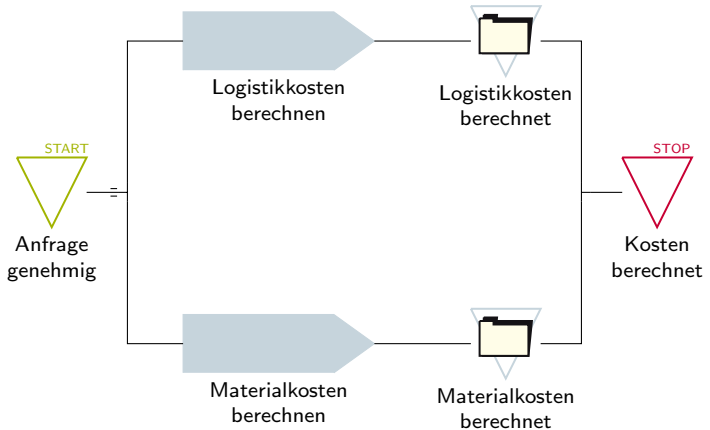 Logistikkosten
berechnen
Logistikkosten
berechnet
START
Anfrage
genehmig
STOP
Kosten
berechnet
Materialkosten
berechnen
Materialkosten
berechnet